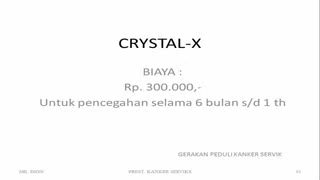 CRYSTAL-X
BIAYA :
Rp. 300.000,-
Untuk pencegahan selama 6 bulan s/d 1 th
GERAKAN PEDULI KANKER SERVIK